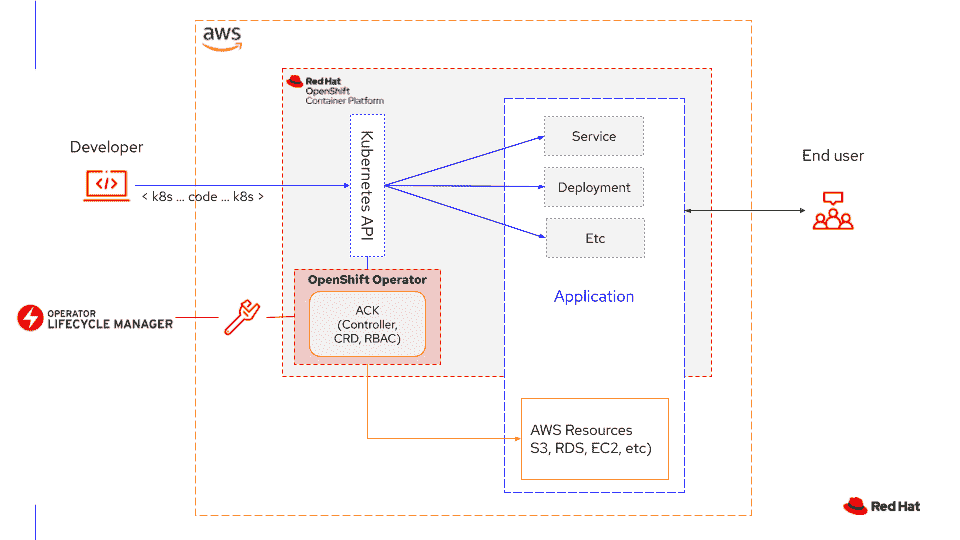 aws
Red Hat
OpenShift
Container Platform
Developer
< k8s ... code ... k8s >
Kubernetes API
Service
Deployment
Etc
End user
OpenShift Operator
ACK
(Controller,
CRD, RBAC)
Application
OPERATOR
LIFECYCLE MANAGER
AWS Resources
S3, RDS, EC2, etc)
Red Hat